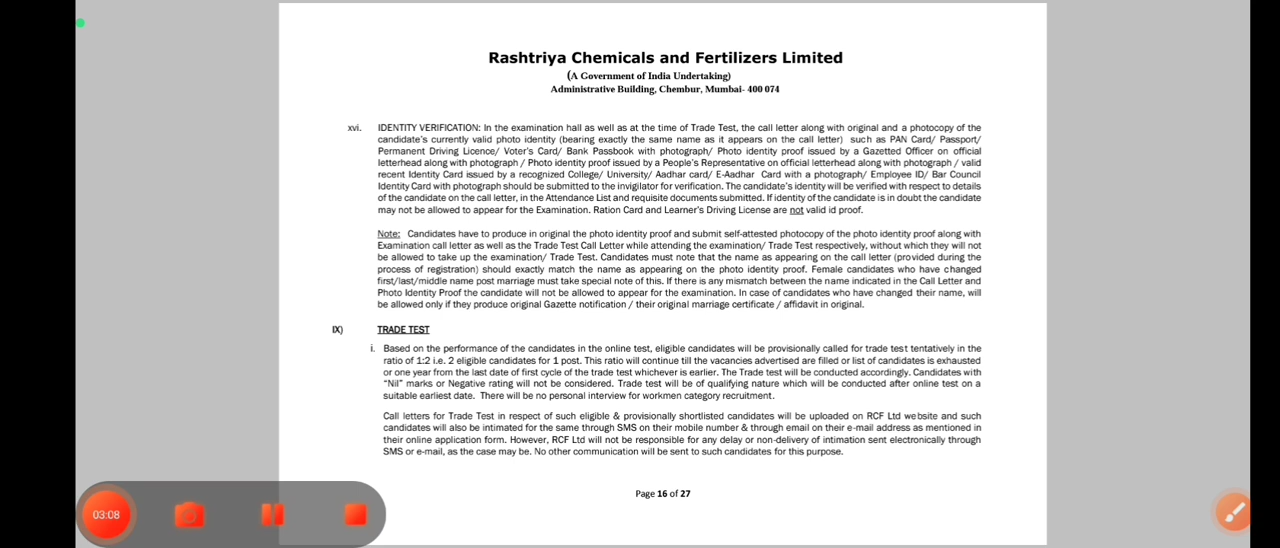 Rashtriya Chemicals and Fertilizers Limited
(A Government of India Undertaking)
Administrative Building, Chembur, Mumbai- 400 074
xvi. IDENTITY VERIFICATION: In the examination hall as well as at the time of Trade Test, the call letter along with original and a photocopy of the
candidate's currently valid photo identity (bearing exactly the same name as it appears on the call letter) such as PAN Card/ Passport/
Permanent Driving Licence/ Voter's Card/ Bank Passbook with photograph/ Photo identity proof issued by a Gazetted Officer on official
letterhead along with photograph / Photo identity proof issued by a People's Representative on official letterhead along with photograph / valid
recent Identity Card issued by a recognized College/ University/ Aadhar card/ E-Aadhar Card with a photograph/ Employee ID/ Bar Council
Identity Card with photograph should be submitted to the invigilator for verification. The candidate's identity will be verified with respect to details
of the candidate on the call letter, in the Attendance List and requisite documents submitted. If identity of the candidate is in doubt the candidate
may not be allowed to appear for the Examination. Ration Card and Learner's Driving License are not valid id proof.
Note: Candidates have to produce in original the photo identity proof and submit self-attested photocopy of the photo identity proof along with
Examination call letter as well as the Trade Test Call Letter while attending the examination/ Trade Test respectively, without which they will not
be allowed to take up the examination/ Trade Test. Candidates must note that the name as appearing on the call letter (provided during the
process of registration) should exactly match the name as appearing on the photo identity proof. Female candidates who have changed
first/last/middle name post marriage must take special note of this. If there is any mismatch between the name indicated in the Call Letter and
Photo Identity Proof the candidate will not be allowed to appear for the examination. In case of candidates who have changed their name, will
be allowed only if they produce original Gazette notification / their original marriage certificate / affidavit in original.
IX) TRADE TEST
i. Based on the performance of the candidates in the online test, eligible candidates will be provisionally called for trade test tentatively in the
ratio of 1:2 i.e. 2 eligible candidates for 1 post. This ratio will continue till the vacancies advertised are filled or list of candidates is exhausted
or one year from the last date of first cycle of the trade test whichever is earlier. The Trade test will be conducted accordingly. Candidates with
"Nil" marks or Negative rating will not be considered. Trade test will be of qualifying nature which will be conducted after online test on a
suitable earliest date. There will be no personal interview for workmen category recruitment.
Call letters for Trade Test in respect of such eligible & provisionally shortlisted candidates will be uploaded on RCF Ltd website and such
candidates will also be intimated for the same through SMS on their mobile number & through email on their e-mail address as mentioned in
their online application form. However, RCF Ltd will not be responsible for any delay or non-delivery of intimation sent electronically through
SMS or e-mail, as the case may be. No other communication will be sent to such candidates for this purpose.
Page 16 of 27
03:08